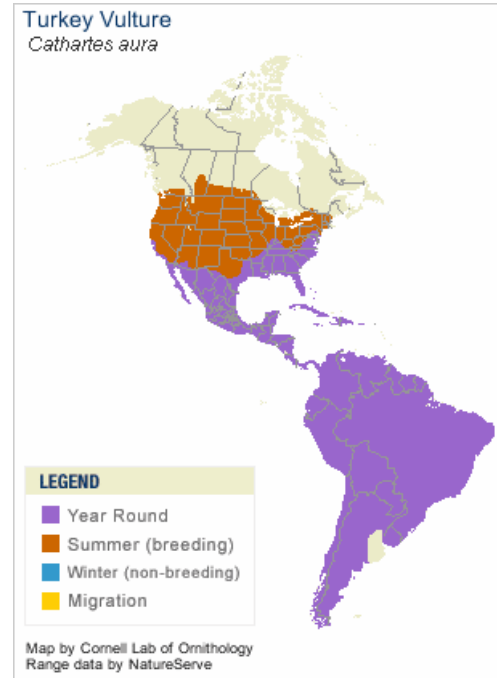 Turkey Vulture
Cathartes aura
LEGEND
Year Round
Summer (breeding)
Winter (non-breeding)
Migration
Map by Cornell Lab of Ornithology
Range data by NatureServe